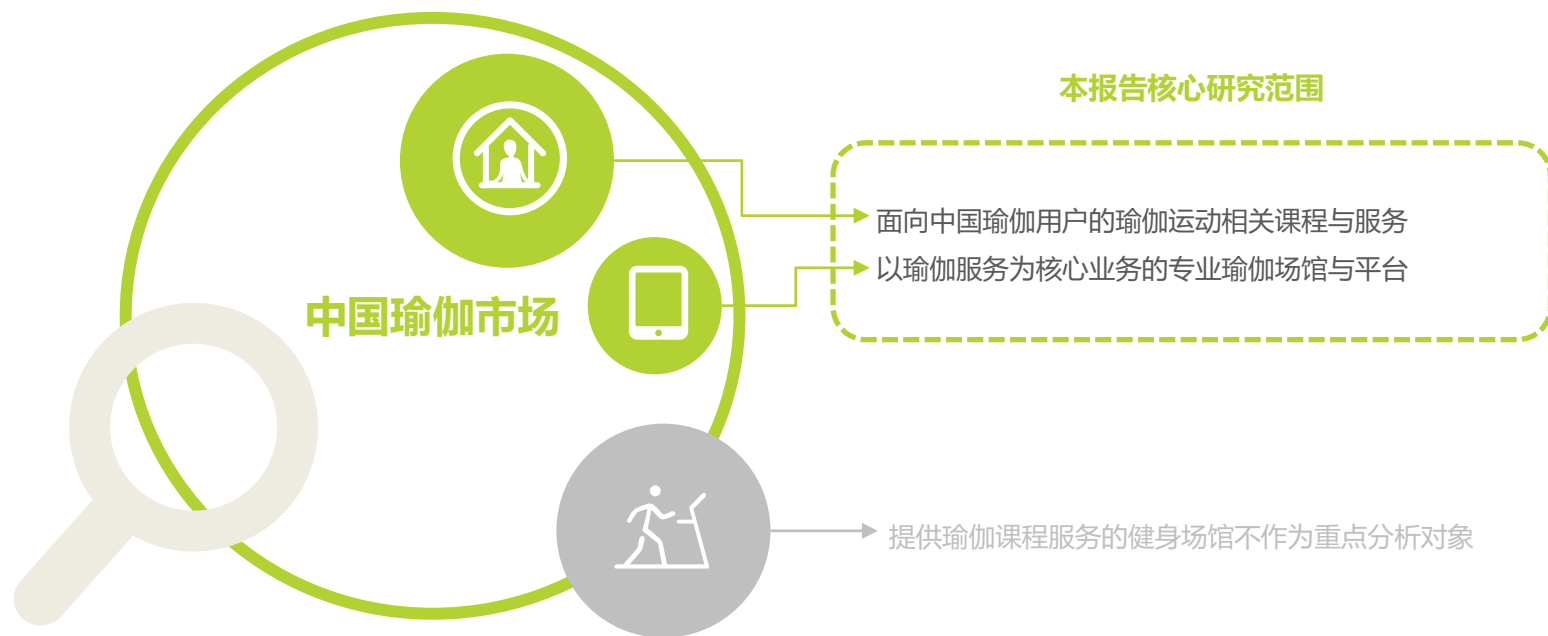 本报告核心研究范围
面向中国瑜伽用户的瑜伽运动相关课程与服务
以瑜伽服务为核心业务的专业瑜伽场馆与平台
中国瑜伽市场
提供瑜伽课程服务的健身场馆不作为重点分析对象